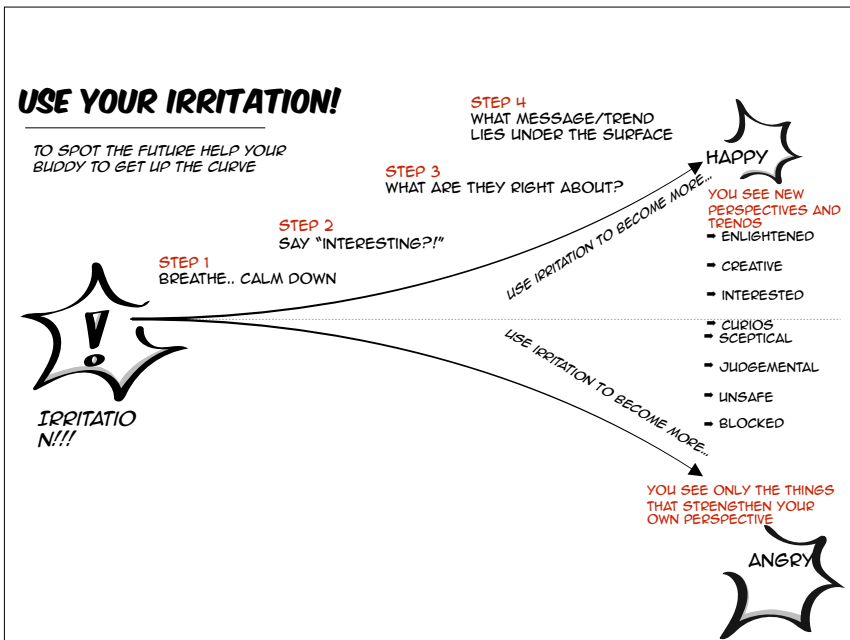 USE YOUR IRRITATION!
TO SPOT THE FUTURE HELP YOUR
BUDDY TO GET UP THE CURVE
STEP 4
WHAT MESSAGE/TREND
LIES UNDER THE SURFACE
STEP 3
WHAT ARE THEY RIGHT ABOUT?
STEP 2
SAY “INTERESTING?!”
STEP 1
BREATHE.. CALM DOWN
!
IRRITATIO
N!!!
USE IRRITATION TO BECOME MORE...
USE IRRITATION TO BECOME MORE...
HAPPY
YOU SEE NEW
PERSPECTIVES AND
TRENDS
➡ ENLIGHTENED
➡ CREATIVE
➡ INTERESTED
➡ CURIOS
➡ SCEPTICAL
➡ JUDGEMENTAL
➡ UNSAFE
➡ BLOCKED
YOU SEE ONLY THE THINGS
THAT STRENGTHEN YOUR
OWN PERSPECTIVE
ANGRY